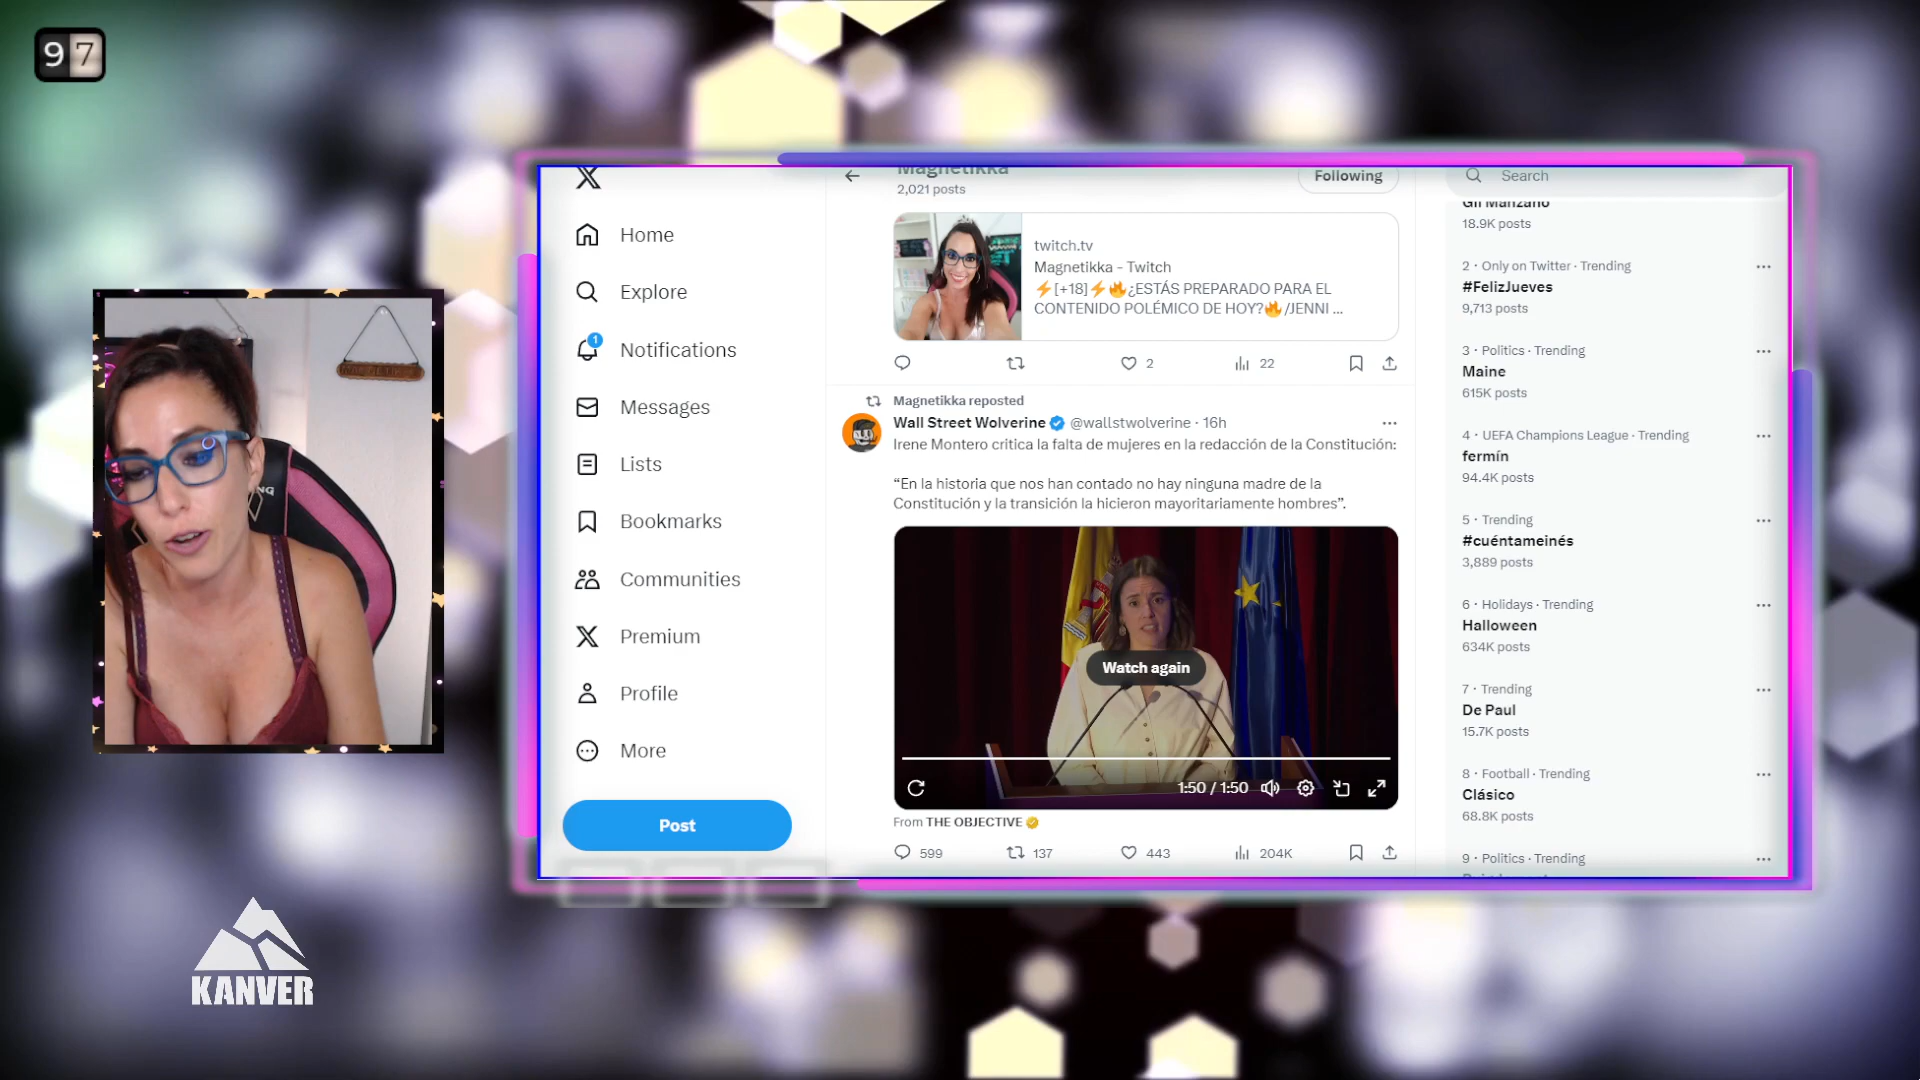 97
MAGNETIKKA
NG
KANVER
Home
Explore
1
Notifications
Messages
Lists
Bookmarks
Communities
Premium
Profile
More
Post
Magnetikka
2,021 posts
Following
twitch.tv
Magnetikka - Twitch
⚡[+18]⚡🔥¿ESTÁS PREPARADO PARA EL
CONTENIDO POLÉMICO DE HOY?🔥/JENNI ...
2
22
Magnetikka reposted
Wall Street Wolverine @wallstwolverine · 16h
Irene Montero critica la falta de mujeres en la redacción de la Constitución:
“En la historia que nos han contado no hay ninguna madre de la
Constitución y la transición la hicieron mayoritariamente hombres”.
Watch again
1:50 / 1:50
From THE OBJECTIVE
599
137
443
204K
Search
Gil Manzano
18.9K posts
2 · Only on Twitter · Trending
#FelizJueves
9,713 posts
3 · Politics · Trending
Maine
615K posts
4 · UEFA Champions League · Trending
fermín
94.4K posts
5 · Trending
#cuéntameinés
3,889 posts
6 · Holidays · Trending
Halloween
634K posts
7 · Trending
De Paul
15.7K posts
8 · Football · Trending
Clásico
68.8K posts
9 · Politics · Trending